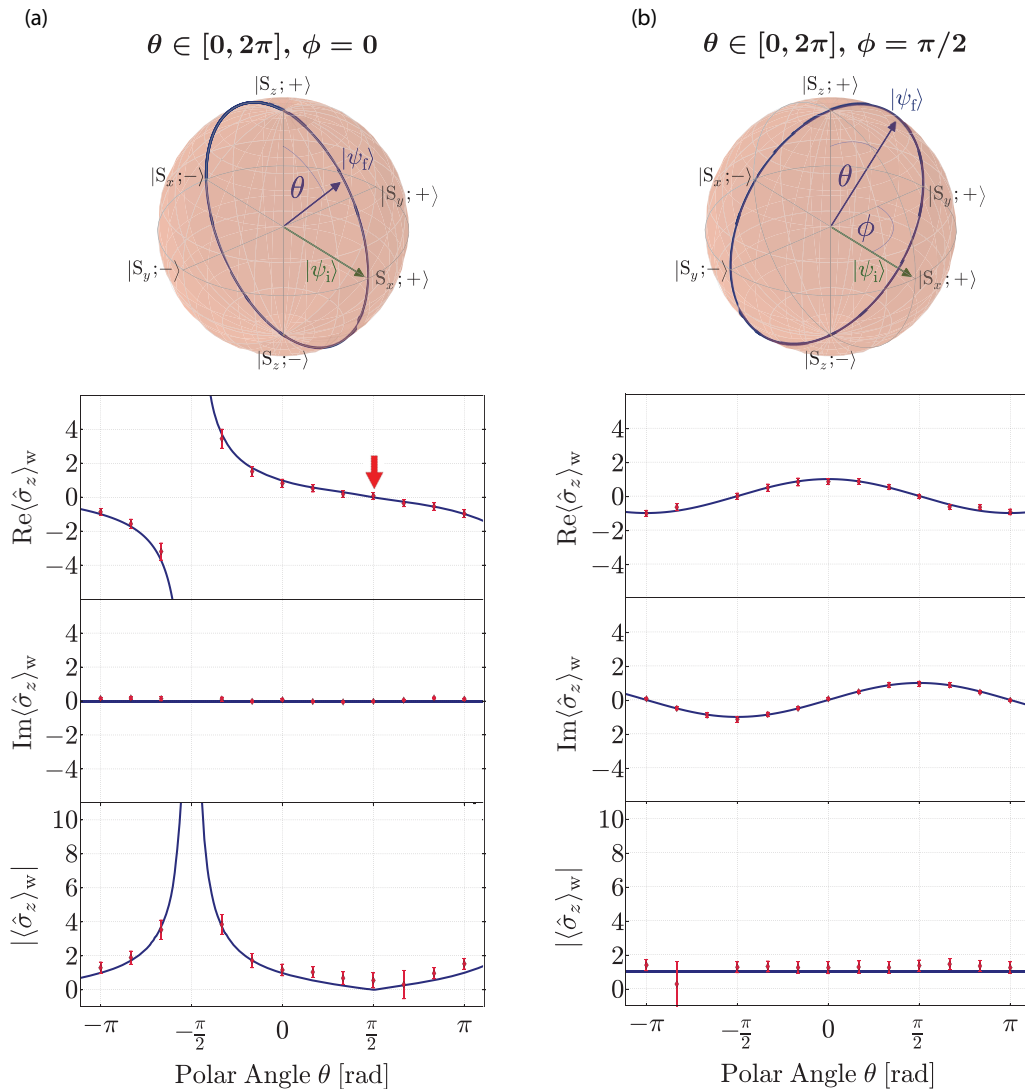 (a)
θ ∈ [0, 2π], ϕ = 0
|S_z;+⟩
|ψ_f⟩
θ
|S_x;−⟩
|S_y;+⟩
|S_y;−⟩
|ψ_i⟩
S_x;+⟩
|S_z;−⟩
Re⟨σ̂_z⟩_w
4
2
0
−2
−4
Im⟨σ̂_z⟩_w
4
2
0
−2
−4
|⟨σ̂_z⟩_w|
10
8
6
4
2
0
−π
−π/2
0
π/2
π
Polar Angle θ [rad]
(b)
θ ∈ [0, 2π], ϕ = π/2
|S_z;+⟩
|ψ_f⟩
θ
|S_x;−⟩
|S_y;+⟩
ϕ
|S_y;−⟩
|ψ_i⟩
|S_x;+⟩
|S_z;−⟩
Re⟨σ̂_z⟩_w
4
2
0
−2
−4
Im⟨σ̂_z⟩_w
4
2
0
−2
−4
|⟨σ̂_z⟩_w|
10
8
6
4
2
0
−π
−π/2
0
π/2
π
Polar Angle θ [rad]